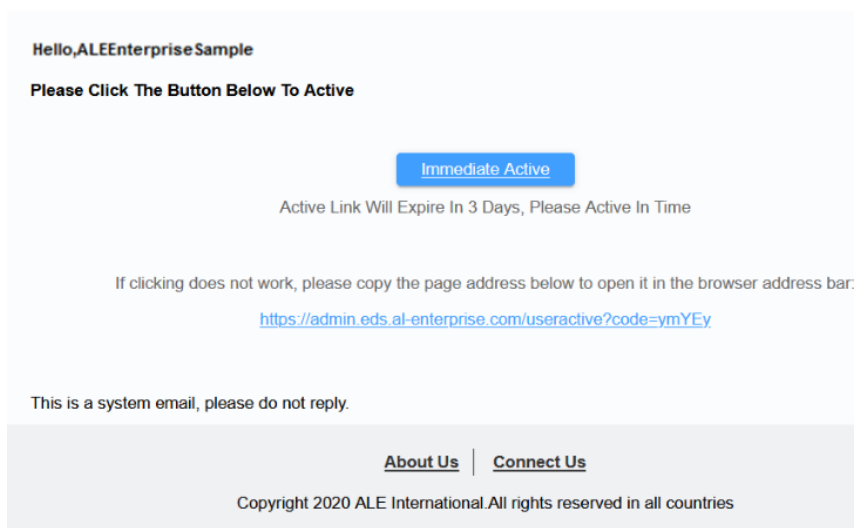 Hello,ALEEnterpriseSample
Please Click The Button Below To Active
Immediate Active
Active Link Will Expire In 3 Days, Please Active In Time
If clicking does not work, please copy the page address below to open it in the browser address bar:
https://admin.eds.al-enterprise.com/useractive?code=ymYEy
This is a system email, please do not reply.
About Us | Connect Us
Copyright 2020 ALE International.All rights reserved in all countries